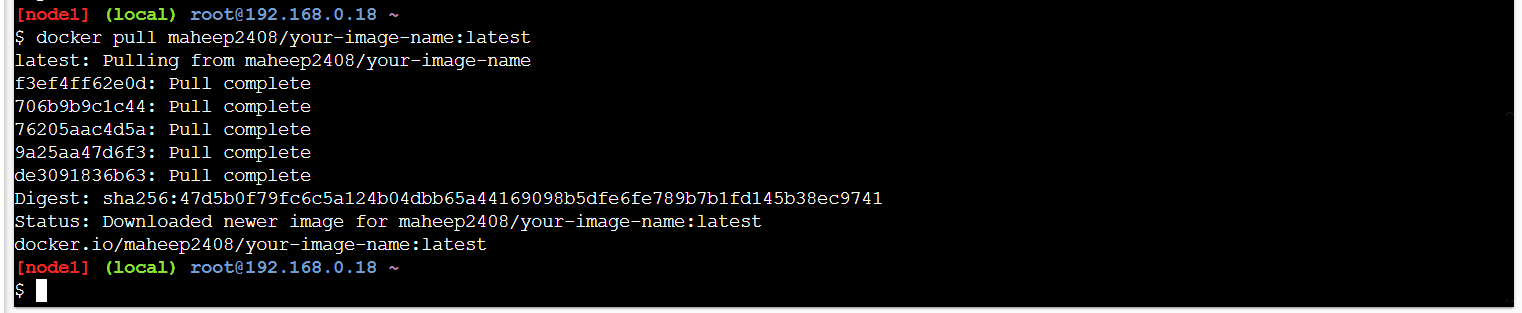 [node1] (local) root@192.168.0.18 ~
$ docker pull maheep2408/your-image-name:latest
latest: Pulling from maheep2408/your-image-name
f3ef4ff62e0d: Pull complete
706b9b9c1c44: Pull complete
76205aac4d5a: Pull complete
9a25aa47d6f3: Pull complete
de3091836b63: Pull complete
Digest: sha256:47d5b0f79fc6c5a124b04dbb65a44169098b5dfe6fe789b7b1fd145b38ec9741
Status: Downloaded newer image for maheep2408/your-image-name:latest
docker.io/maheep2408/your-image-name:latest
[node1] (local) root@192.168.0.18 ~
$